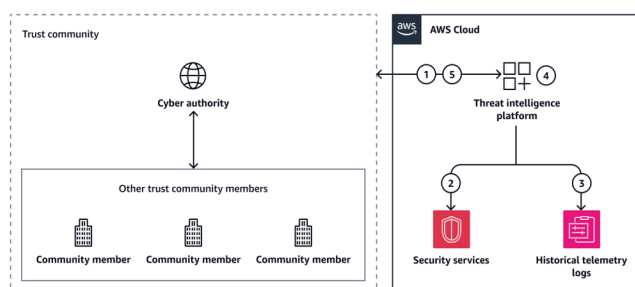 Trust community
Cyber authority
Other trust community members
Community member
Community member
Community member
aws
AWS Cloud
1
5
4
Threat intelligence
platform
2
3
Security services
Historical telemetry
logs